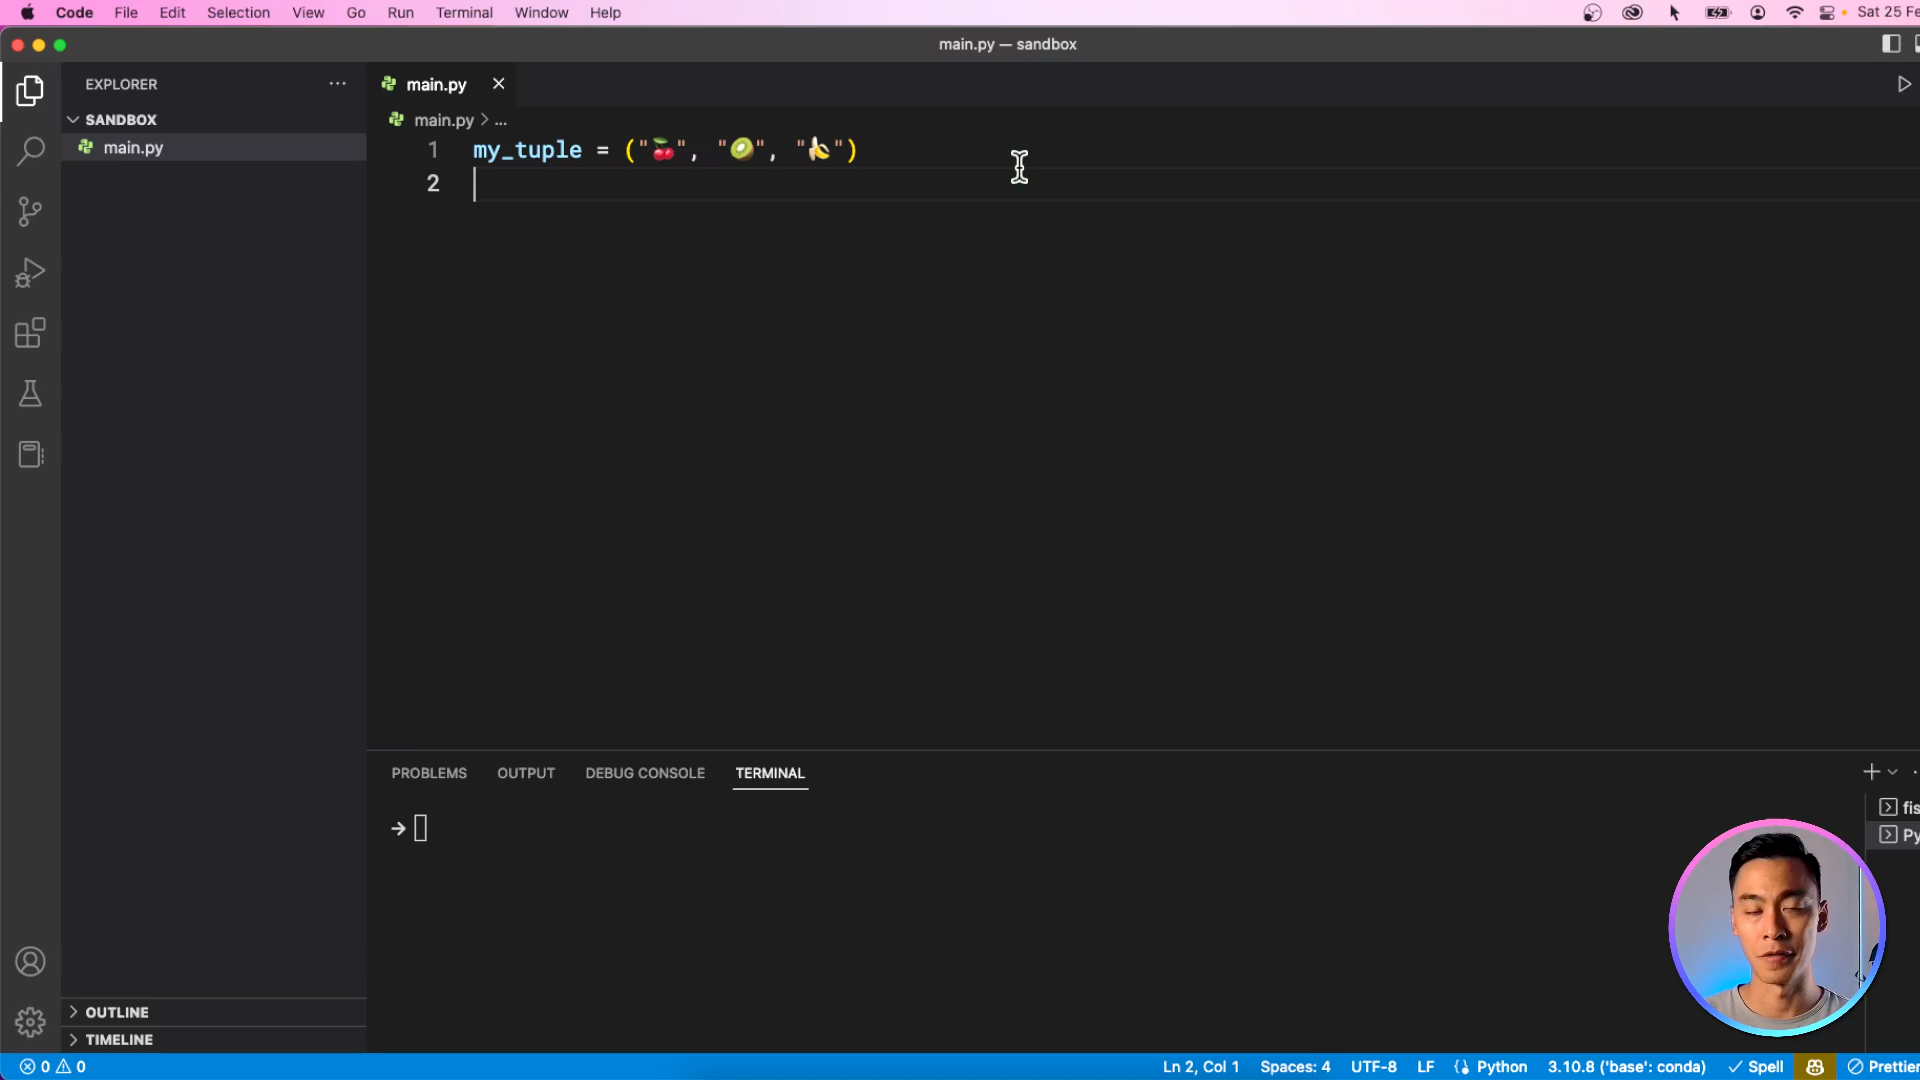 Code File Edit Selection View Go Run Terminal Window Help Sat 25 Fe
main.py — sandbox
EXPLORER ...
main.py
SANDBOX
main.py > ...
main.py
1 my_tuple = ("🍒", "🥝", "🍌")
2
PROBLEMS OUTPUT DEBUG CONSOLE TERMINAL
→
fis
Py
OUTLINE
TIMELINE
0 0 Ln 2, Col 1 Spaces: 4 UTF-8 LF Python 3.10.8 ('base': conda) Spell Prettier